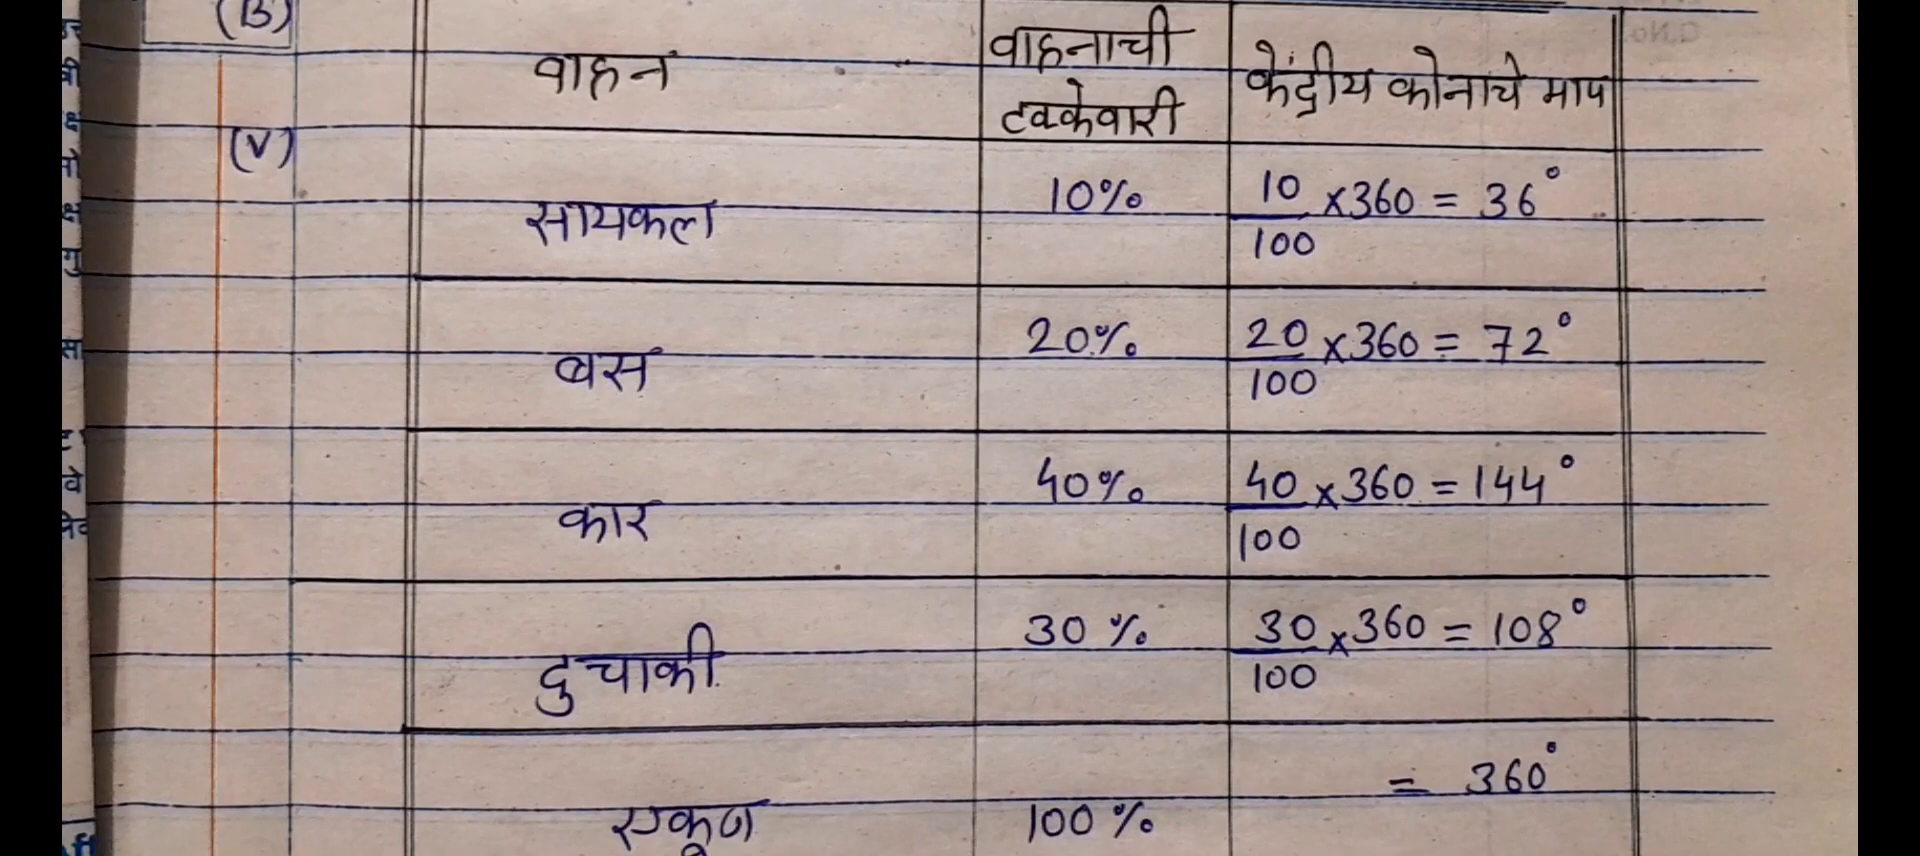 (B)
वाहन वाहनाची टक्केवारी केंद्रीय कोनाचे माप
(V)
सायकल 10% 10/100 ×360 = 36°
बस 20% 20/100 ×360 = 72°
कार 40% 40/100 ×360 = 144°
दुचाकी 30% 30/100 ×360 = 108°
एकूण 100% = 360°